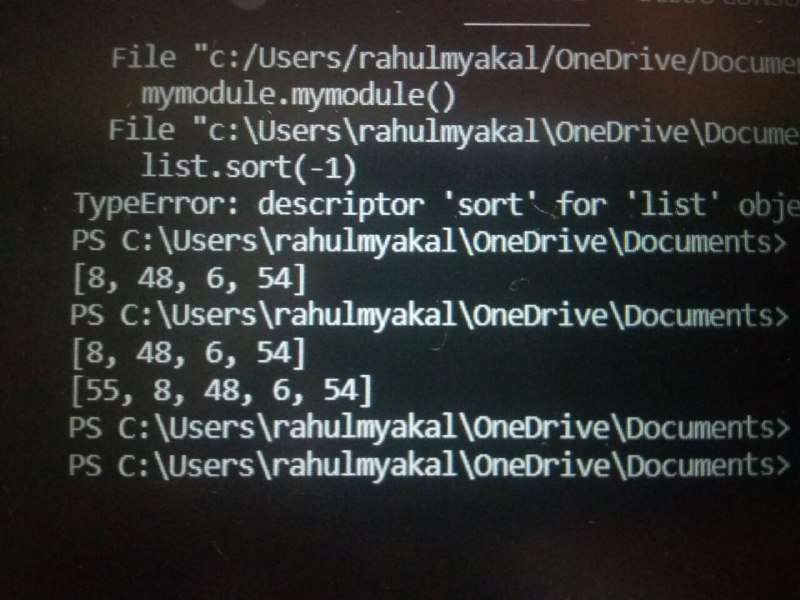 File "c:/Users/rahulmyakal/OneDrive/Docume
mymodule.mymodule()
File "c:\Users\rahulmyakal\OneDrive\Docume
list.sort(-1)
TypeError: descriptor 'sort' for 'list' obje
PS C:\Users\rahulmyakal\OneDrive\Documents>
[8, 48, 6, 54]
PS C:\Users\rahulmyakal\OneDrive\Documents>
[8, 48, 6, 54]
[55, 8, 48, 6, 54]
PS C:\Users\rahulmyakal\OneDrive\Documents>
PS C:\Users\rahulmyakal\OneDrive\Documents>